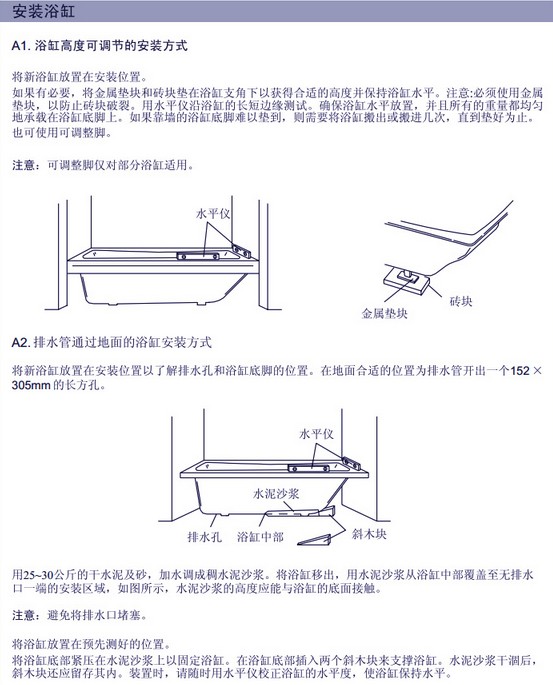 安装浴缸
A1. 浴缸高度可调节的安装方式
将新浴缸放置在安装位置。
如果有必要，将金属垫块和砖块垫在浴缸支角下以获得合适的高度并保持浴缸水平。注意:必须使用金属
垫块，以防止砖块破裂。用水平仪沿浴缸的长短边缘测试。确保浴缸水平放置，并且所有的重量都均匀
地承载在浴缸底脚上。如果靠墙的浴缸底脚难以垫到，则需要将浴缸搬出或搬进几次，直到垫好为止。
也可使用可调整脚。
注意：可调整脚仅对部分浴缸适用。
水平仪
砖块
金属垫块
A2. 排水管通过地面的浴缸安装方式
将新浴缸放置在安装位置以了解排水孔和浴缸底脚的位置。在地面合适的位置为排水管开出一个152 ×
305mm 的长方孔。
水平仪
水泥沙浆
排水孔
浴缸中部
斜木块
用25~30公斤的干水泥及砂，加水调成稠水泥沙浆。将浴缸移出，用水泥沙浆从浴缸中部覆盖至无排水
口一端的安装区域，如图所示，水泥沙浆的高度应能与浴缸的底面接触。
注意：避免将排水口堵塞。
将浴缸放置在预先测好的位置。
将浴缸底部紧压在水泥沙浆上以固定浴缸。在浴缸底部插入两个斜木块来支撑浴缸。水泥沙浆干涸后，
斜木块还应留存其内。装置时，请随时用水平仪校正浴缸的水平度，使浴缸保持水平。